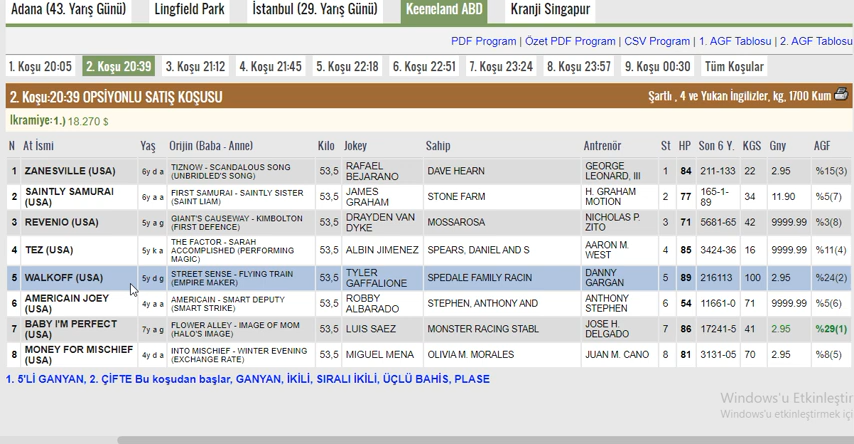 Adana (43. Yarış Günü) Lingfield Park İstanbul (29. Yarış Günü) Keeneland ABD Kranji Singapur
PDF Program | Özet PDF Program | CSV Program | 1. AGF Tablosu | 2. AGF Tablosu
1. Koşu 20:05 2. Koşu 20:39 3. Koşu 21:12 4. Koşu 21:45 5. Koşu 22:18 6. Koşu 22:51 7. Koşu 23:24 8. Koşu 23:57 9. Koşu 00:30 Tüm Koşular
2. Koşu:20:39 OPSİYONLU SATIŞ KOŞUSU Şartlı , 4 ve Yukarı İngilizler, kg, 1700 Kum
Ikramiye:1.) 18.270 $
N At İsmi Yaş Orijin (Baba - Anne) Kilo Jokey Sahip Antrenör St HP Son 6 Y. KGS Gny AGF
1 ZANESVILLE (USA) 6y d a TIZNOW - SCANDALOUS SONG (UNBRIDLED'S SONG) 53,5 RAFAEL BEJARANO DAVE HEARN GEORGE LEONARD, III 1 84 211-133 22 2.95 %15(3)
2 SAINTLY SAMURAI (USA) 6y a a FIRST SAMURAI - SAINTLY SISTER (SAINT LIAM) 53,5 JAMES GRAHAM STONE FARM H. GRAHAM MOTION 2 77 165-1-89 34 11.90 %5(7)
3 REVENIO (USA) 5y a g GIANT'S CAUSEWAY - KIMBOLTON (FIRST DEFENCE) 53,5 DRAYDEN VAN DYKE MOSSAROSA NICHOLAS P. ZITO 3 71 5681-65 42 9999.99 %3(8)
4 TEZ (USA) 5y k a THE FACTOR - SARAH ACCOMPLISHED (PERFORMING MAGIC) 53,5 ALBIN JIMENEZ SPEARS, DANIEL AND S AARON M. WEST 4 85 3424-36 16 9999.99 %11(4)
5 WALKOFF (USA) 5y d g STREET SENSE - FLYING TRAIN (EMPIRE MAKER) 53,5 TYLER GAFFALIONE SPEDALE FAMILY RACIN DANNY GARGAN 5 89 216113 100 2.95 %24(2)
6 AMERICAIN JOEY (USA) 4y a a AMERICAIN - SMART DEPUTY (SMART STRIKE) 53,5 ROBBY ALBARADO STEPHEN, ANTHONY AND ANTHONY STEPHEN 6 54 11661-0 71 9999.99 %5(6)
7 BABY I'M PERFECT (USA) 7y a g FLOWER ALLEY - IMAGE OF MOM (HALO'S IMAGE) 53,5 LUIS SAEZ MONSTER RACING STABL JOSE H. DELGADO 7 86 17241-5 41 2.95 %29(1)
8 MONEY FOR MISCHIEF (USA) 4y d a INTO MISCHIEF - WINTER EVENING (EXCHANGE RATE) 53,5 MIGUEL MENA OLIVIA M. MORALES JUAN M. CANO 8 81 3131-05 70 2.95 %8(5)
1. 5'Lİ GANYAN, 2. ÇİFTE Bu koşudan başlar, GANYAN, İKİLİ, SIRALI İKİLİ, ÜÇLÜ BAHİS, PLASE
Windows'u Etkinleştir
Windows'u etkinleştirmek içi